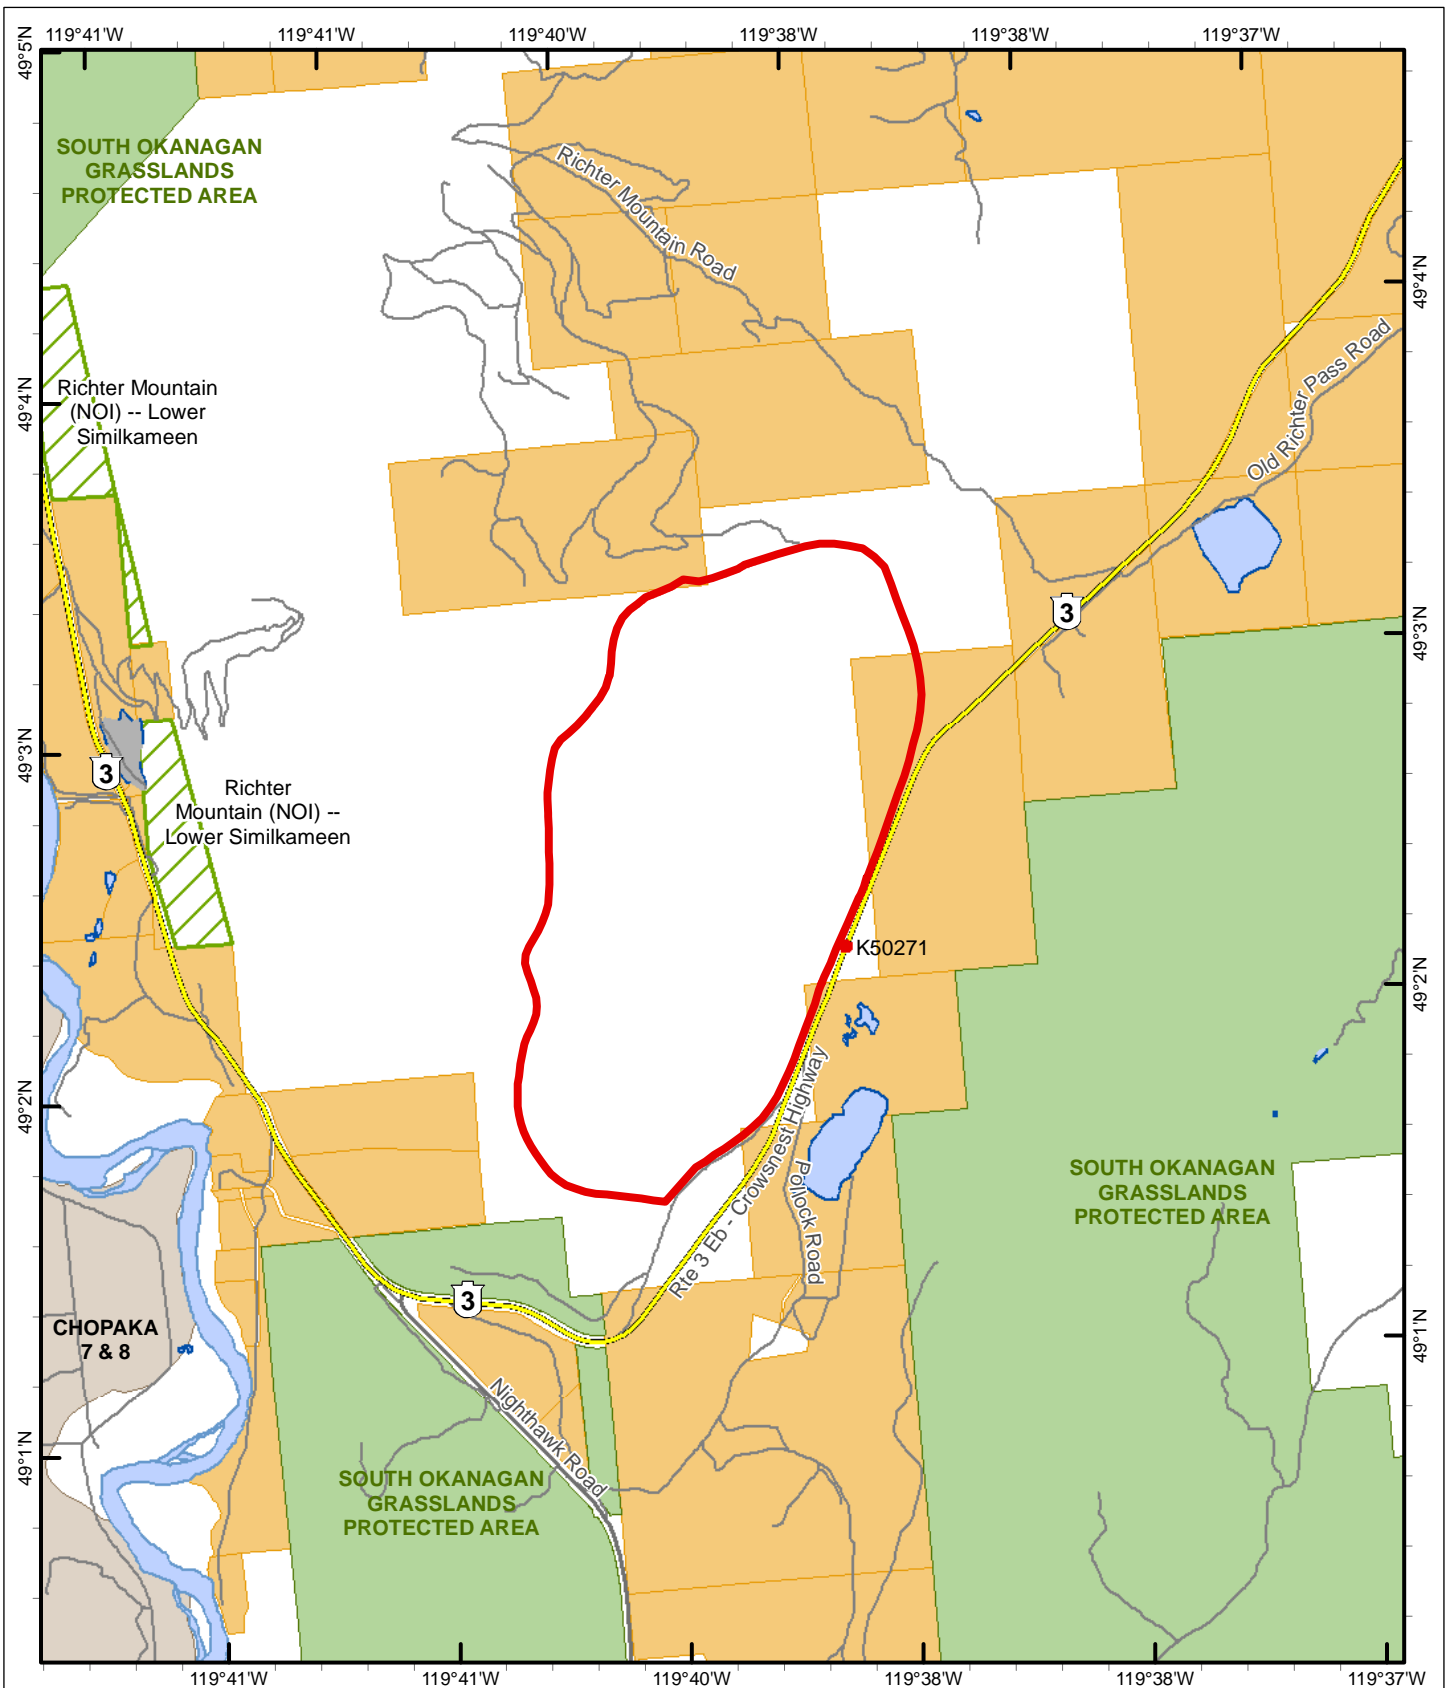 119°41'W 119°41'W 119°40'W 119°38'W 119°38'W 119°37'W
49°5'N
SOUTH OKANAGAN
GRASSLANDS
PROTECTED AREA
Richter Mountain Road
49°4'N
Old Richter Pass Road
49°4'N
Richter Mountain
(NOI) -- Lower
Similkameen
3
49°3'N
49°3'N
3
Richter
Mountain (NOI) --
Lower Similkameen
K50271
49°2'N
49°2'N
Rte 3 Eb - Crowsnest Highway
Pollock Road
SOUTH OKANAGAN
GRASSLANDS
PROTECTED AREA
3
CHOPAKA
7 & 8
49°1'N
Nighthawk Road
49°1'N
SOUTH OKANAGAN
GRASSLANDS
PROTECTED AREA
119°41'W 119°41'W 119°40'W 119°38'W 119°38'W 119°37'W